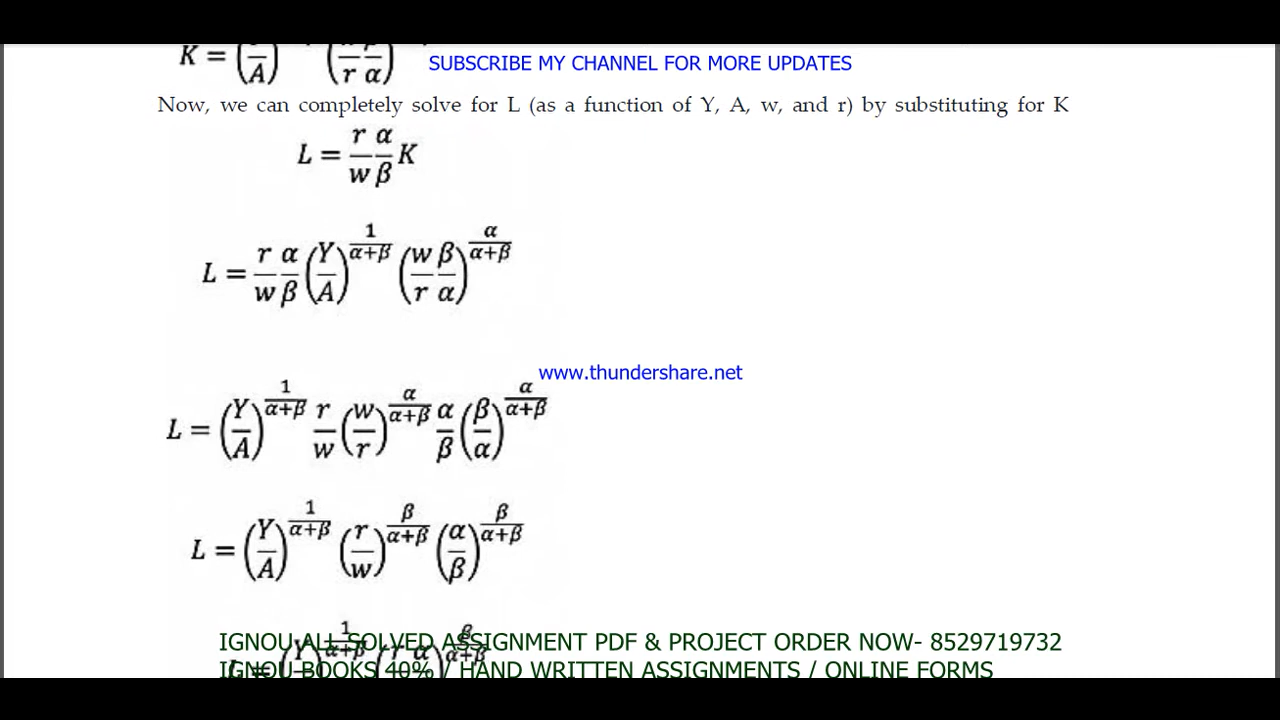 K = (/A) (w β/r α)
SUBSCRIBE MY CHANNEL FOR MORE UPDATES
Now, we can completely solve for L (as a function of Y, A, w, and r) by substituting for K
L = r/w α/β K
L = r/w α/β (Y/A)^(1/(α+β)) (w/r β/α)^(α/(α+β))
www.thundershare.net
L = (Y/A)^(1/(α+β)) r/w (w/r)^(α/(α+β)) α/β (β/α)^(α/(α+β))
L = (Y/A)^(1/(α+β)) (r/w)^(β/(α+β)) (α/β)^(β/(α+β))
L = (Y/)^(1/(α+β)) (r α/)^(β/(α+β))
IGNOU ALL SOLVED ASSIGNMENT PDF & PROJECT ORDER NOW- 8529719732
IGNOU BOOKS 40% / HAND WRITTEN ASSIGNMENTS / ONLINE FORMS